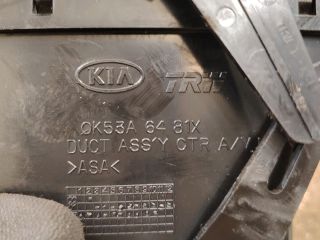 KIA TRW
0K53A 64 81X
DUCT ASS'Y CTR A/V
>ASA<